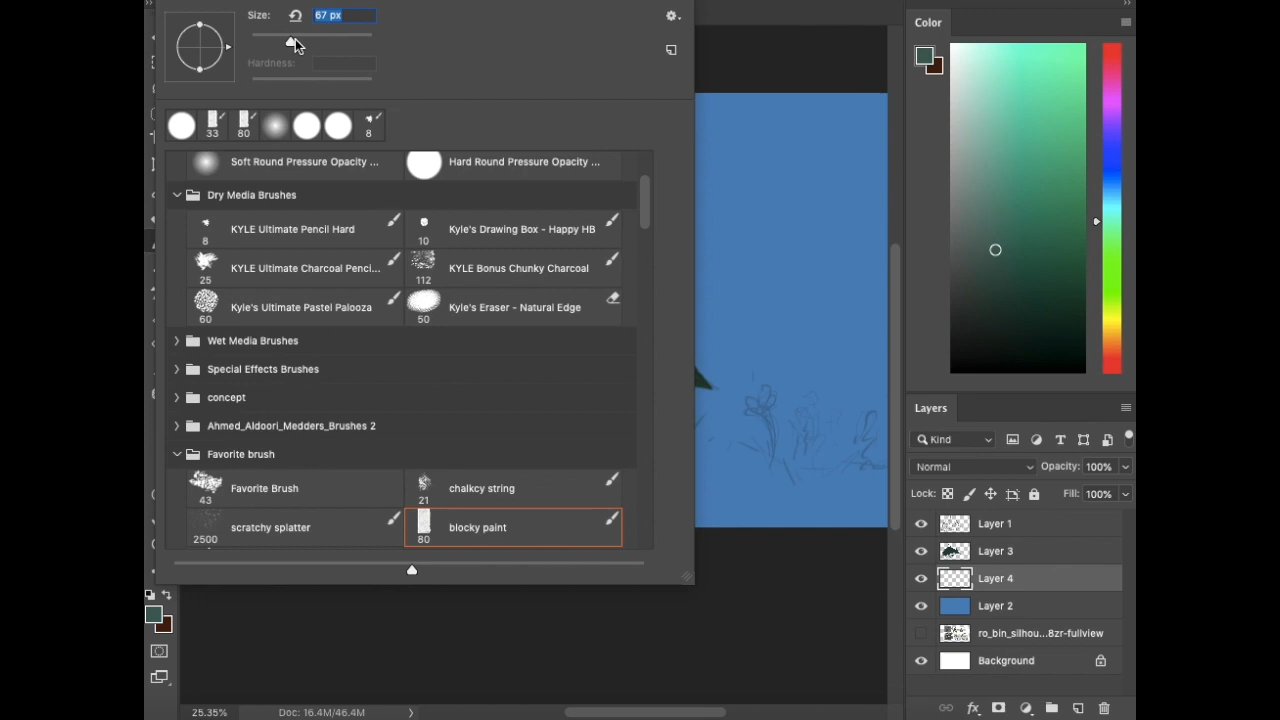 Size: 67 px
Hardness:
33 80 8
Soft Round Pressure Opacity ... Hard Round Pressure Opacity ...
Dry Media Brushes
KYLE Ultimate Pencil Hard Kyle's Drawing Box - Happy HB
8 10
KYLE Ultimate Charcoal Penci... KYLE Bonus Chunky Charcoal
25 112
Kyle's Ultimate Pastel Palooza Kyle's Eraser - Natural Edge
60 50
Wet Media Brushes
Special Effects Brushes
concept
Ahmed_Aldoori_Medders_Brushes 2
Favorite brush
Favorite Brush chalkcy string
43 21
scratchy splatter blocky paint
2500 80
25.35% Doc: 16.4M/46.4M
Color
Layers
Kind
Normal Opacity: 100%
Lock: Fill: 100%
Layer 1
Layer 3
Layer 4
Layer 2
ro_bin_silhou...8zr-fullview
Background
fx